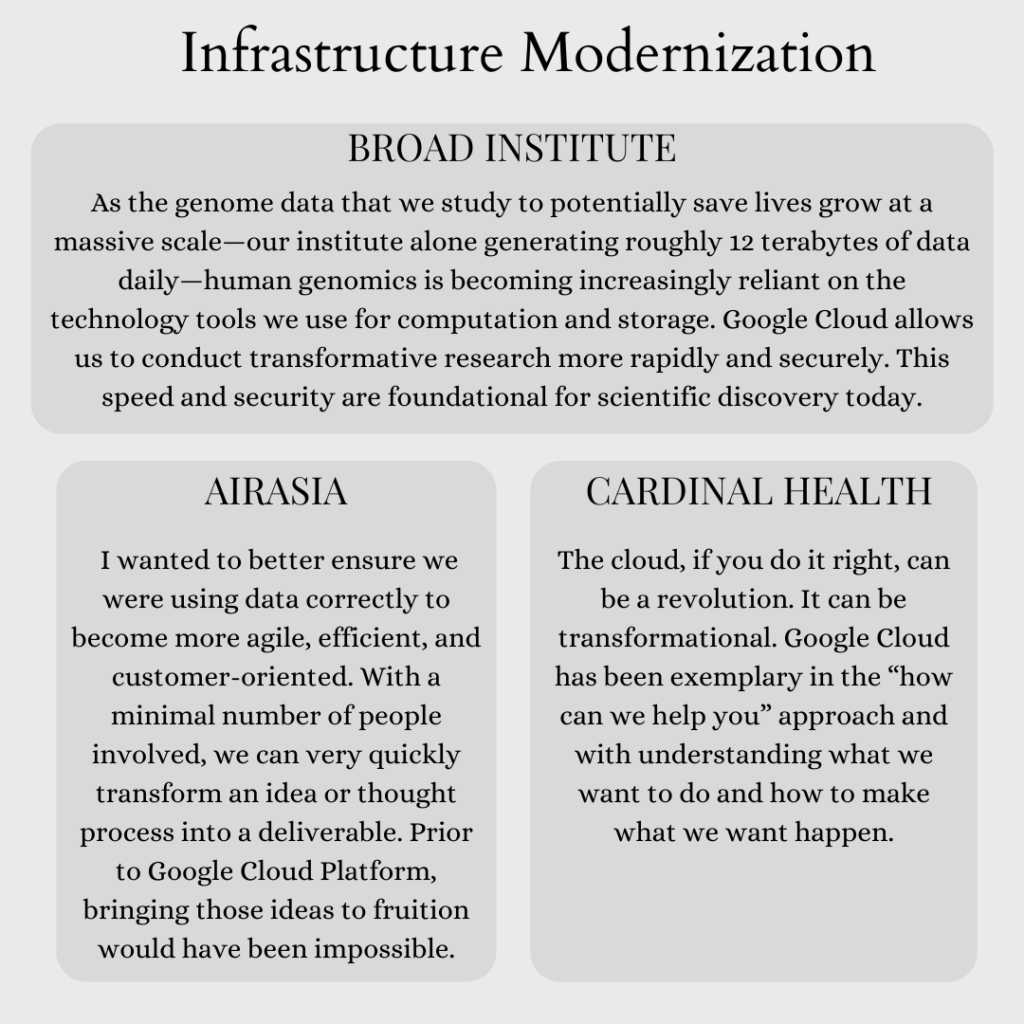 Infrastructure Modernization
BROAD INSTITUTE
As the genome data that we study to potentially save lives grow at a
massive scale—our institute alone generating roughly 12 terabytes of data
daily—human genomics is becoming increasingly reliant on the
technology tools we use for computation and storage. Google Cloud allows
us to conduct transformative research more rapidly and securely. This
speed and security are foundational for scientific discovery today.
AIRASIA
I wanted to better ensure we
were using data correctly to
become more agile, efficient, and
customer-oriented. With a
minimal number of people
involved, we can very quickly
transform an idea or thought
process into a deliverable. Prior
to Google Cloud Platform,
bringing those ideas to fruition
would have been impossible.
CARDINAL HEALTH
The cloud, if you do it right, can
be a revolution. It can be
transformational. Google Cloud
has been exemplary in the “how
can we help you” approach and
with understanding what we
want to do and how to make
what we want happen.